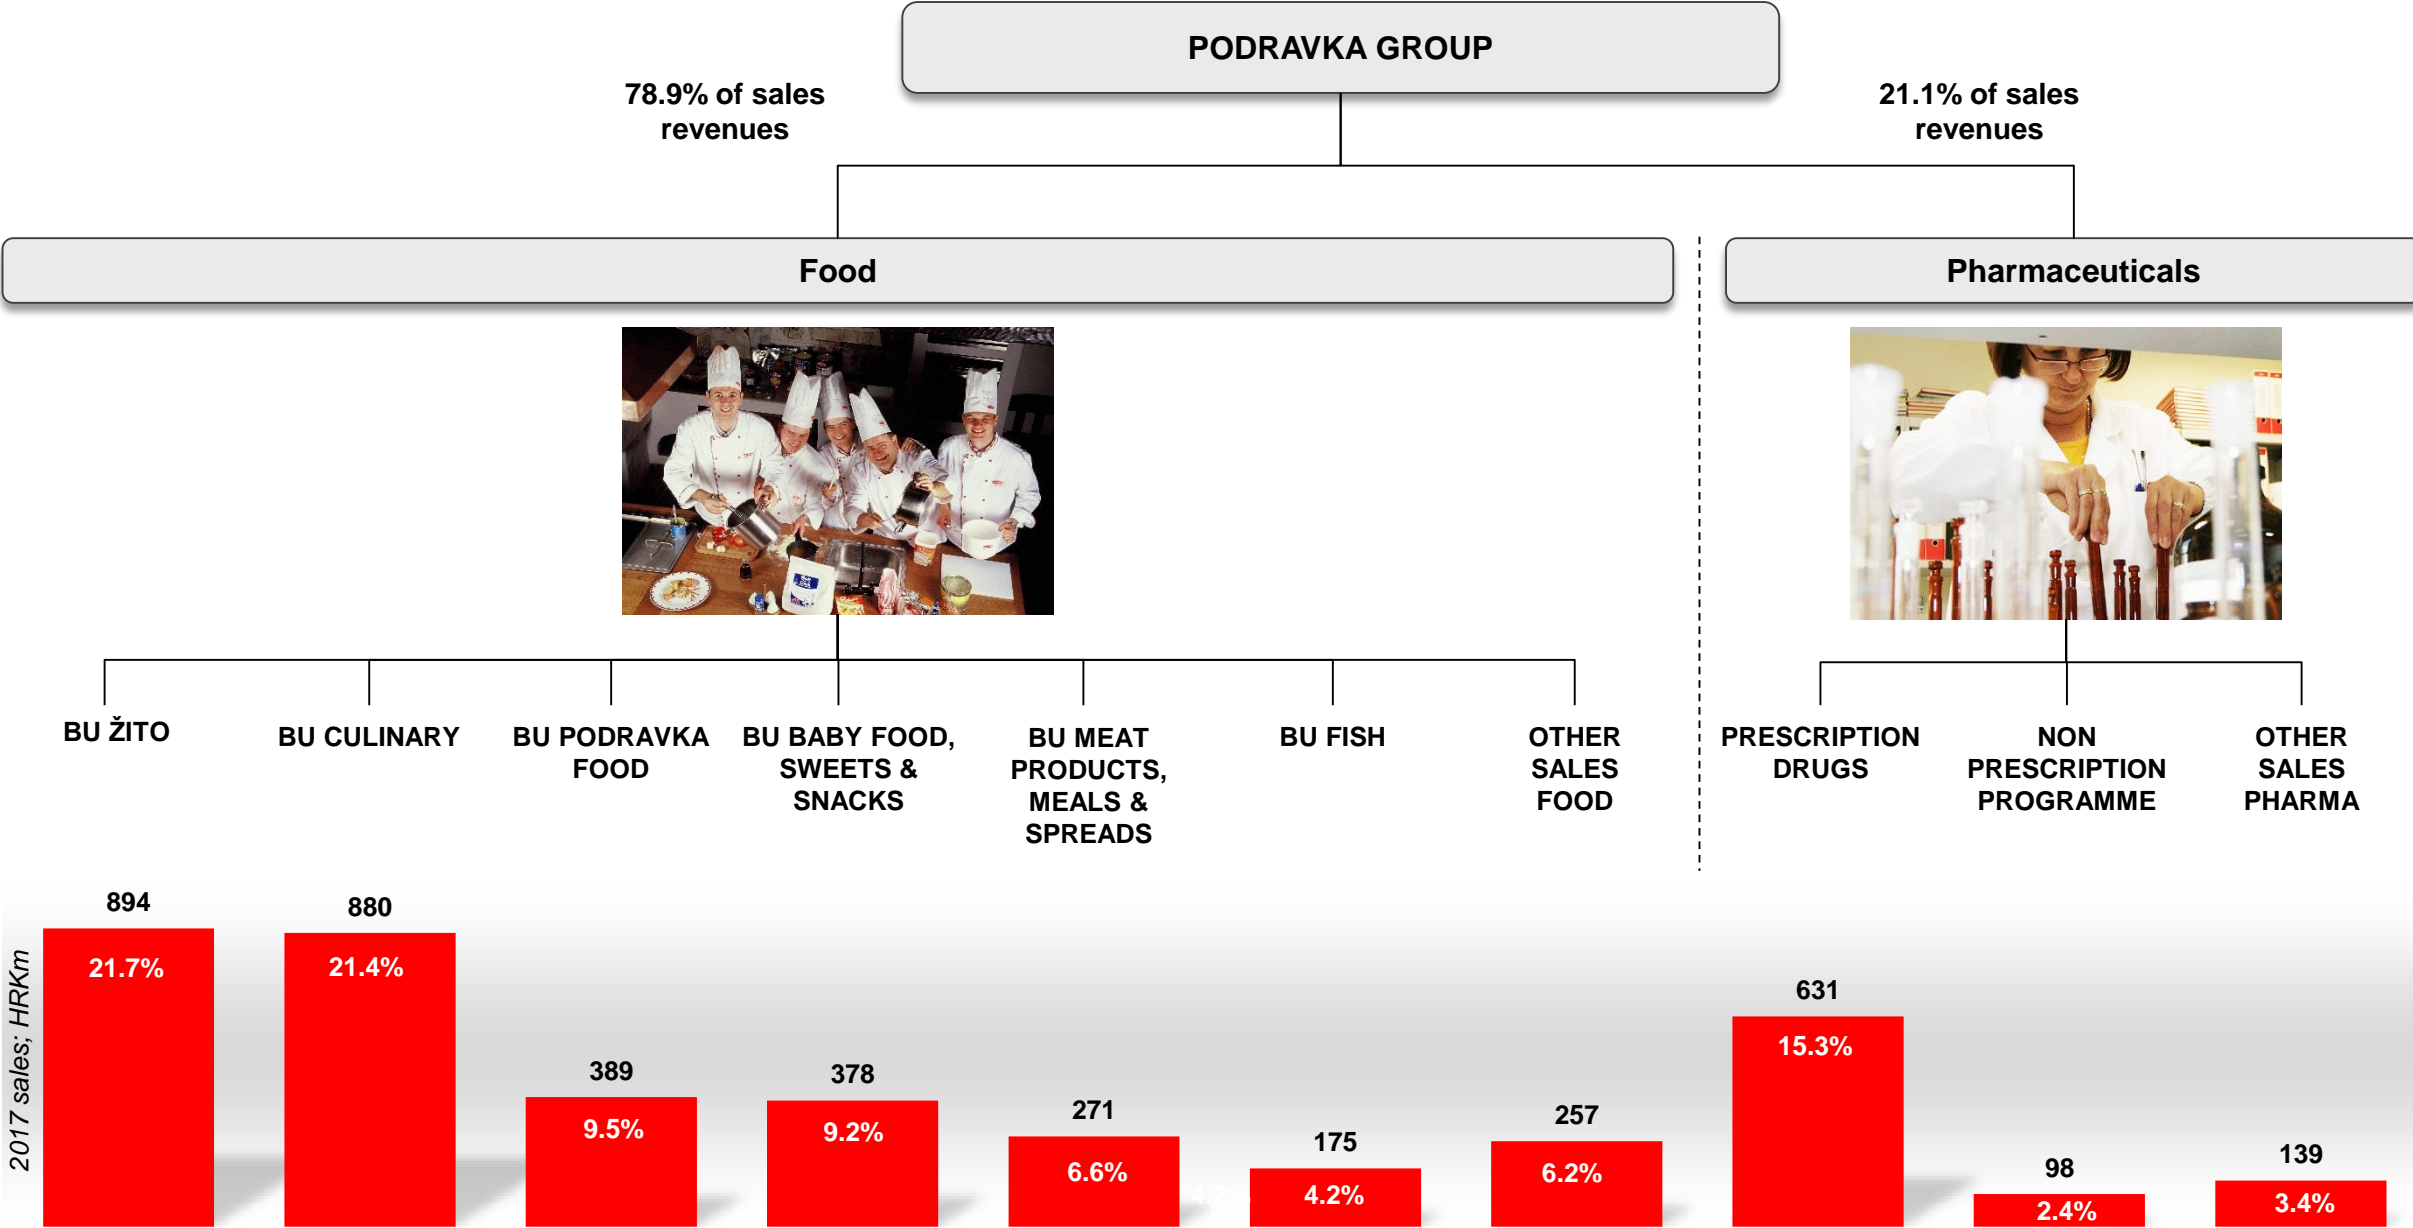 PODRAVKA GROUP
78.9% of sales
revenues
21.1% of sales
revenues
Food
Pharmaceuticals
BU ŽITO
BU CULINARY
BU PODRAVKA
FOOD
BU BABY FOOD,
SWEETS &
SNACKS
BU MEAT
PRODUCTS,
MEALS &
SPREADS
BU FISH
OTHER
SALES
FOOD
PRESCRIPTION
DRUGS
NON
PRESCRIPTION
PROGRAMME
OTHER
SALES
PHARMA
2017 sales; HRKm
894
21.7%
880
21.4%
389
9.5%
378
9.2%
271
6.6%
4.2%
175
4.2%
257
6.2%
631
15.3%
98
2.4%
139
3.4%